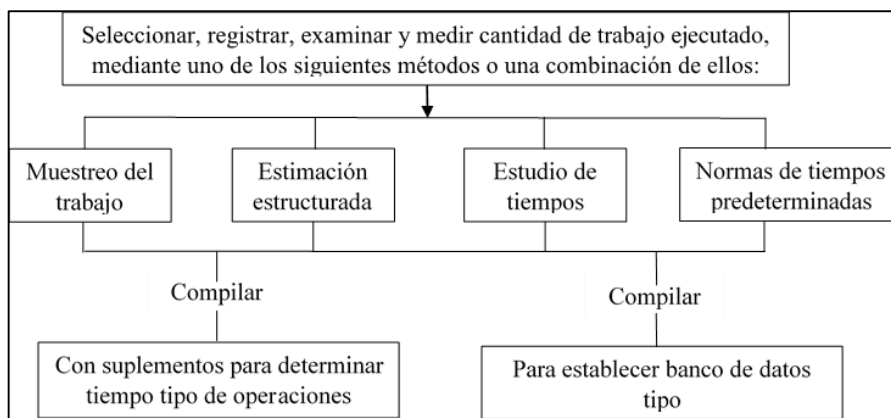 Seleccionar, registrar, examinar y medir cantidad de trabajo ejecutado,
mediante uno de los siguientes métodos o una combinación de ellos:
Muestreo del
trabajo
Estimación
estructurada
Estudio de
tiempos
Normas de tiempos
predeterminadas
Compilar
Compilar
Con suplementos para determinar
tiempo tipo de operaciones
Para establecer banco de datos
tipo